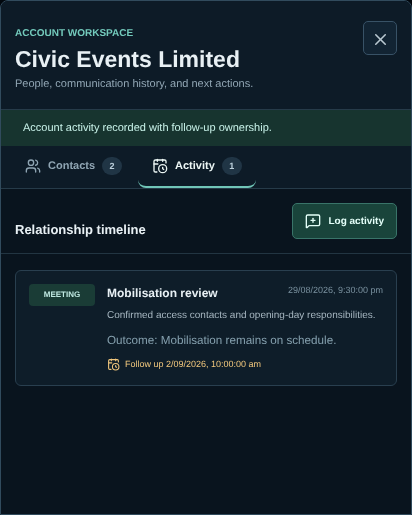 ACCOUNT WORKSPACE
Civic Events Limited
People, communication history, and next actions.
Account activity recorded with follow-up ownership.
Contacts 2 Activity 1
Relationship timeline
Log activity
MEETING
Mobilisation review
29/08/2026, 9:30:00 pm
Confirmed access contacts and opening-day responsibilities.
Outcome: Mobilisation remains on schedule.
Follow up 2/09/2026, 10:00:00 am